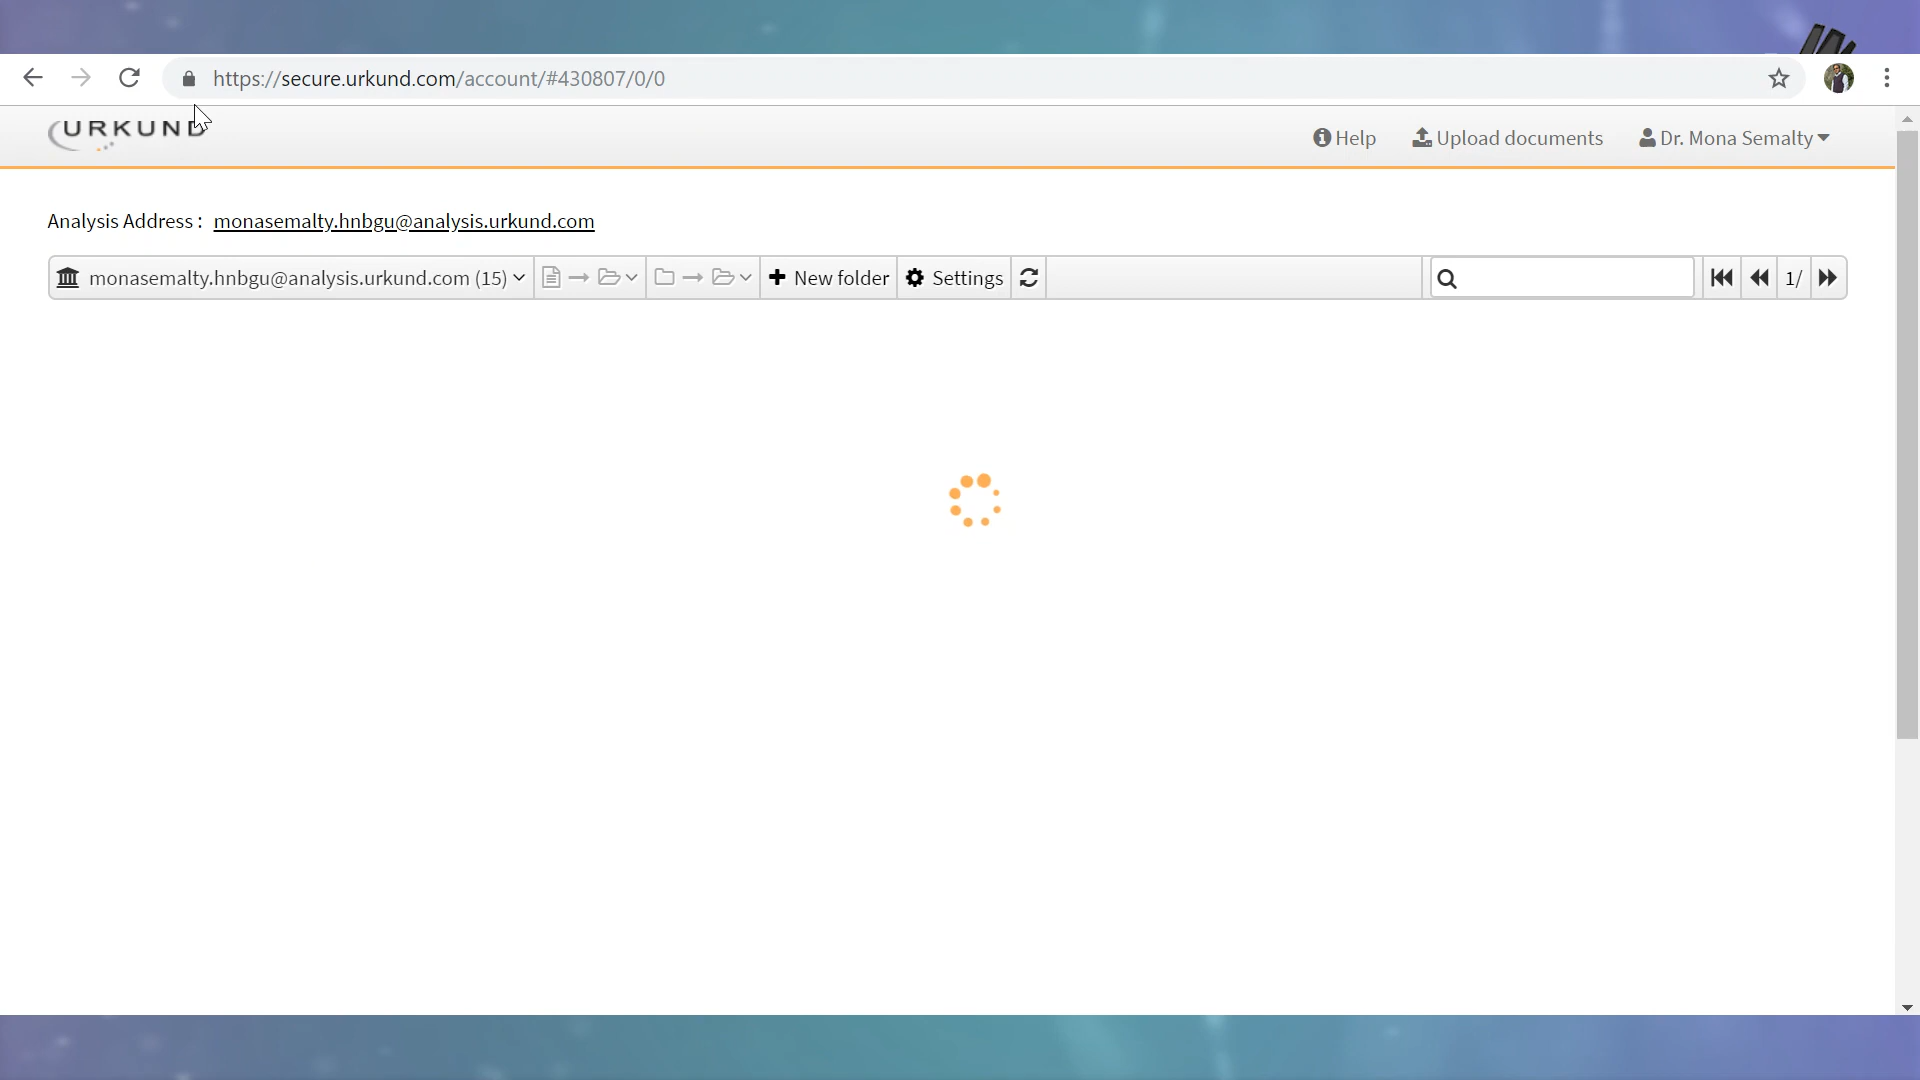 https://secure.urkund.com/account/#430807/0/0
URKUND
Help Upload documents Dr. Mona Semalty
Analysis Address : monasemalty.hnbgu@analysis.urkund.com
monasemalty.hnbgu@analysis.urkund.com (15) New folder Settings 1/